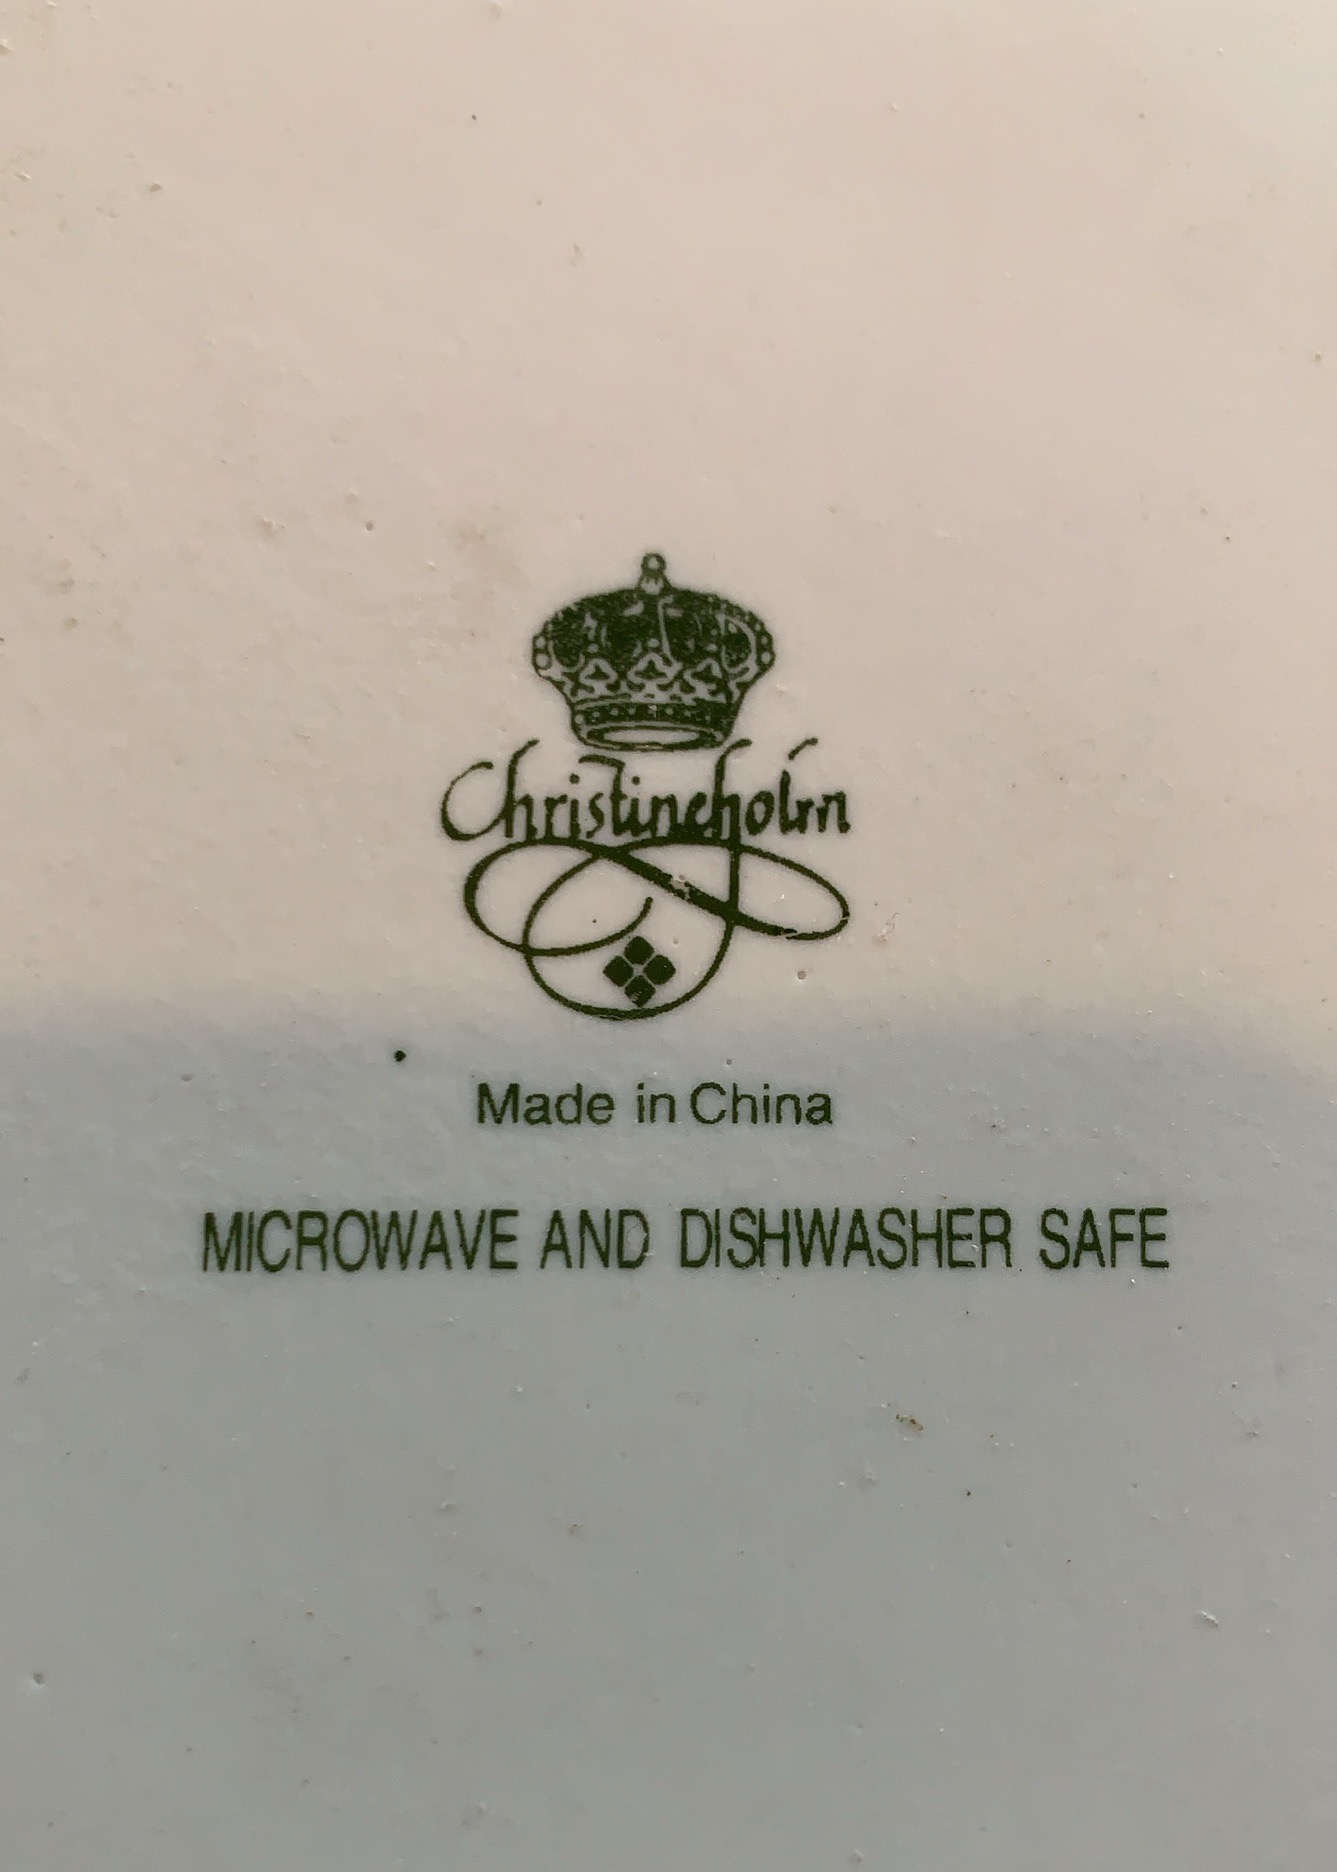 Christineholm
Made in China
MICROWAVE AND DISHWASHER SAFE